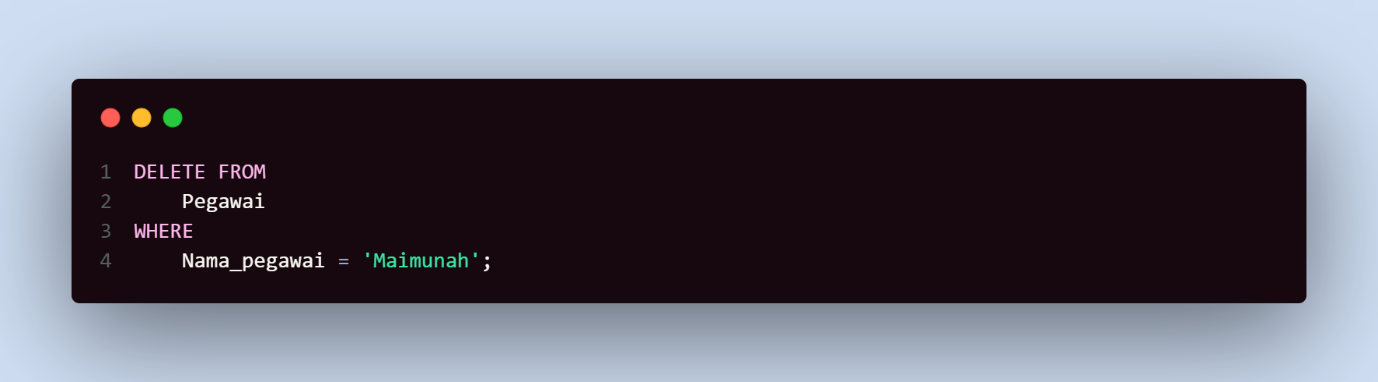 1 DELETE FROM
2 Pegawai
3 WHERE
4 Nama_pegawai = 'Maimunah';